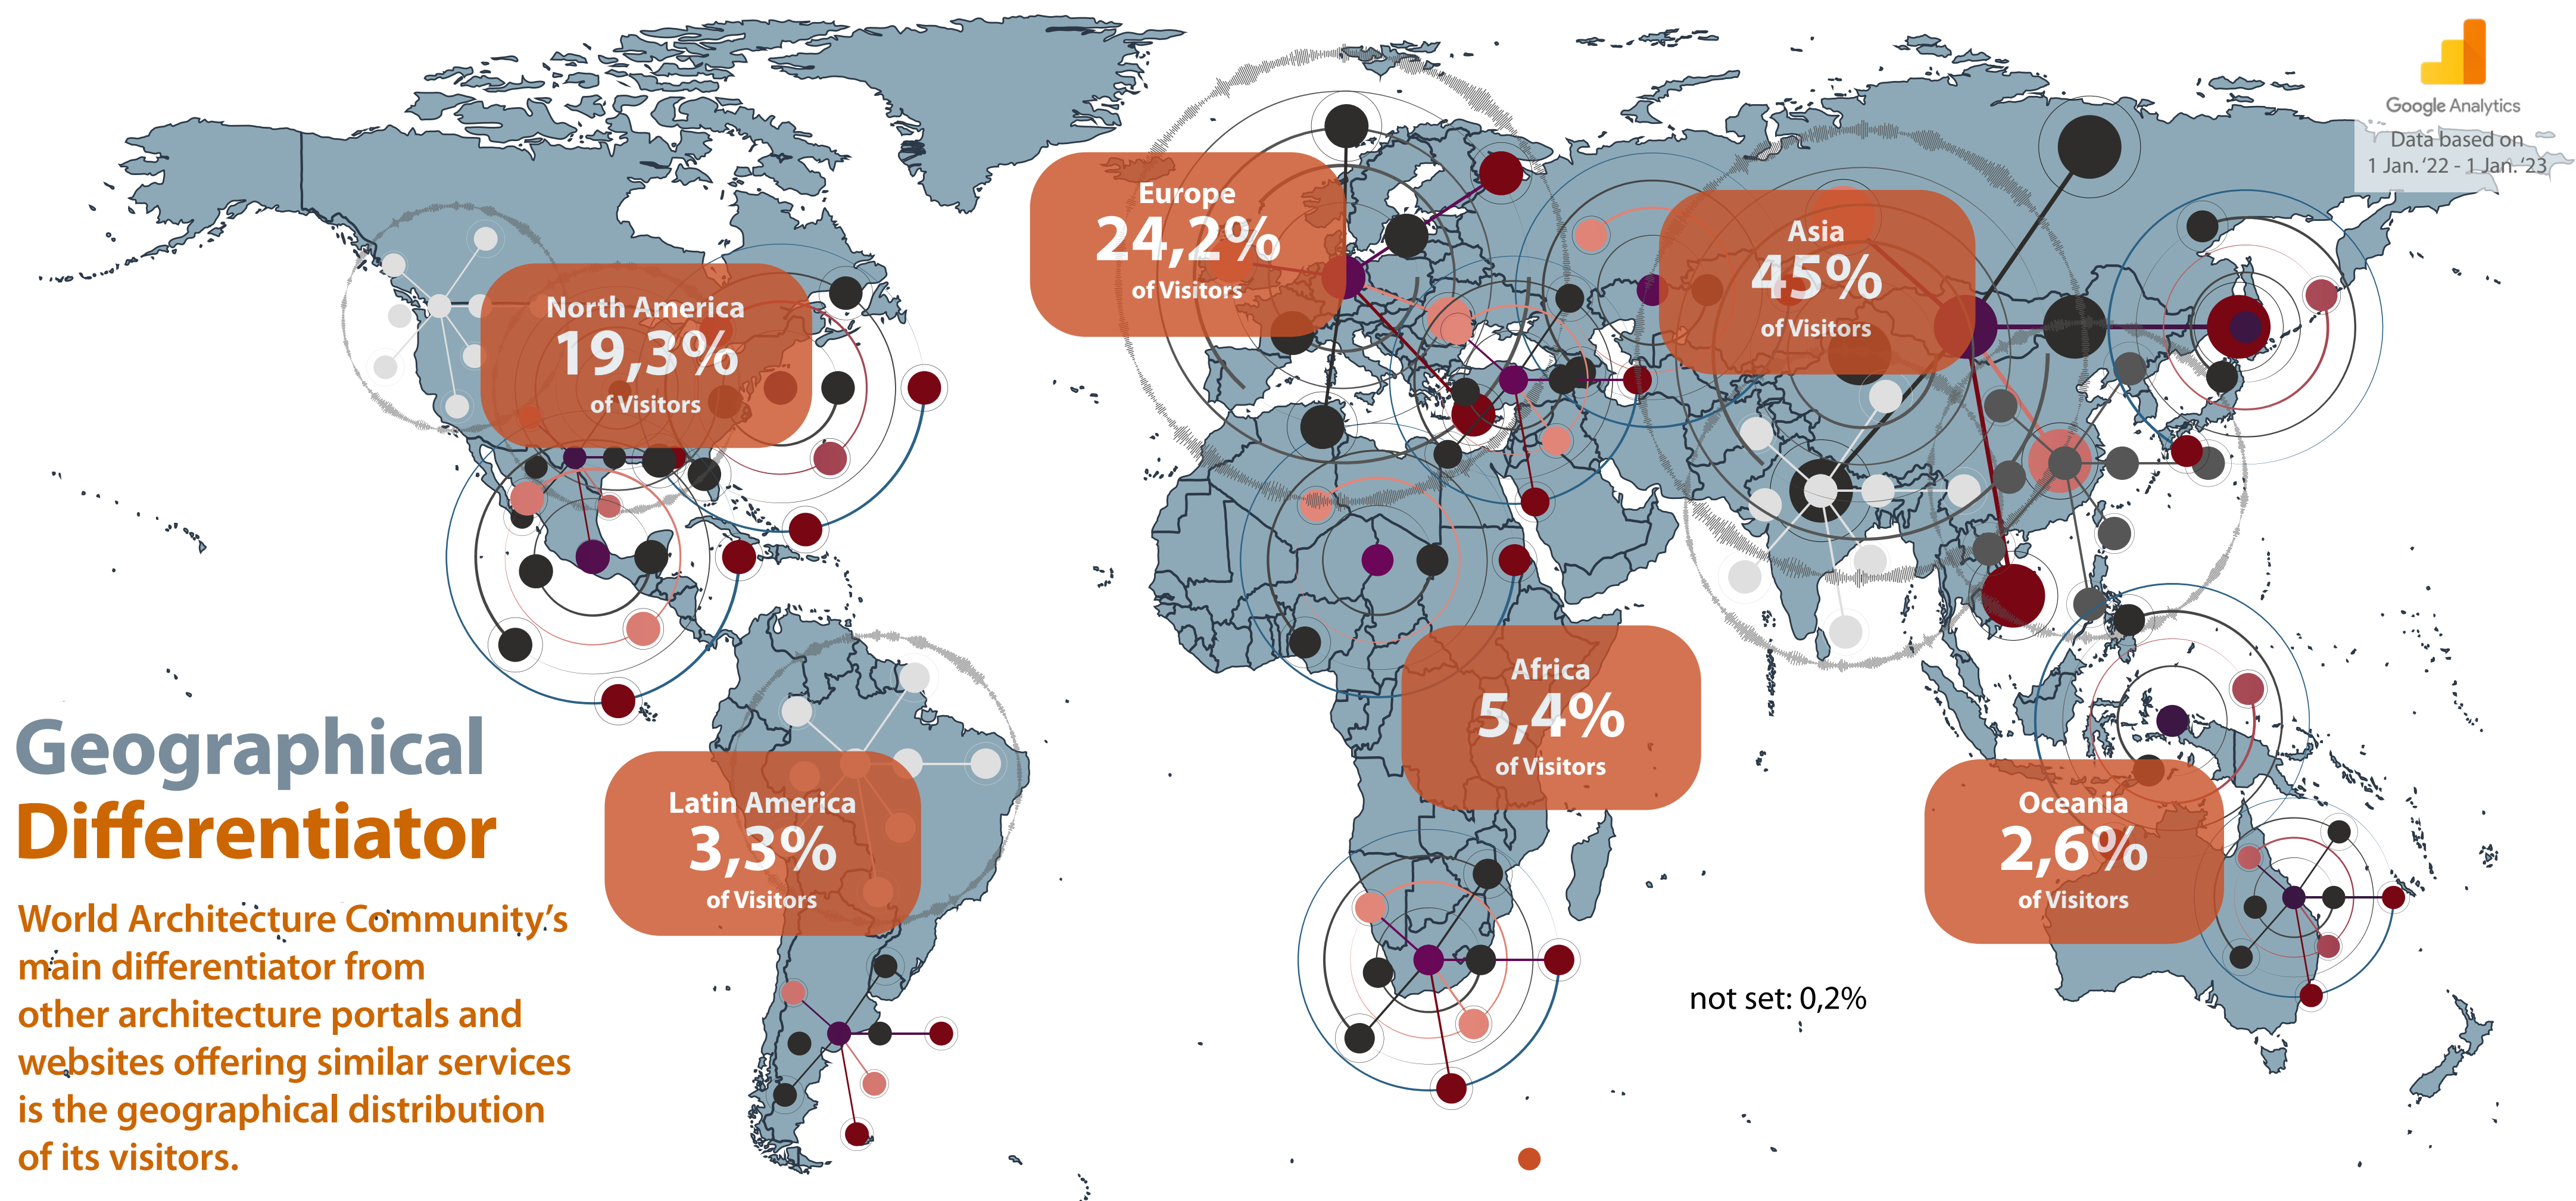 Google Analytics
Data based on
1 Jan. ‘22 - 1 Jan. ‘23
Europe
24,2%
of Visitors
Asia
45%
of Visitors
North America
19,3%
of Visitors
Africa
5,4%
of Visitors
Latin America
3,3%
of Visitors
Oceania
2,6%
of Visitors
not set: 0,2%
Geographical
Differentiator
World Architecture Community’s
main differentiator from
other architecture portals and
websites offering similar services
is the geographical distribution
of its visitors.